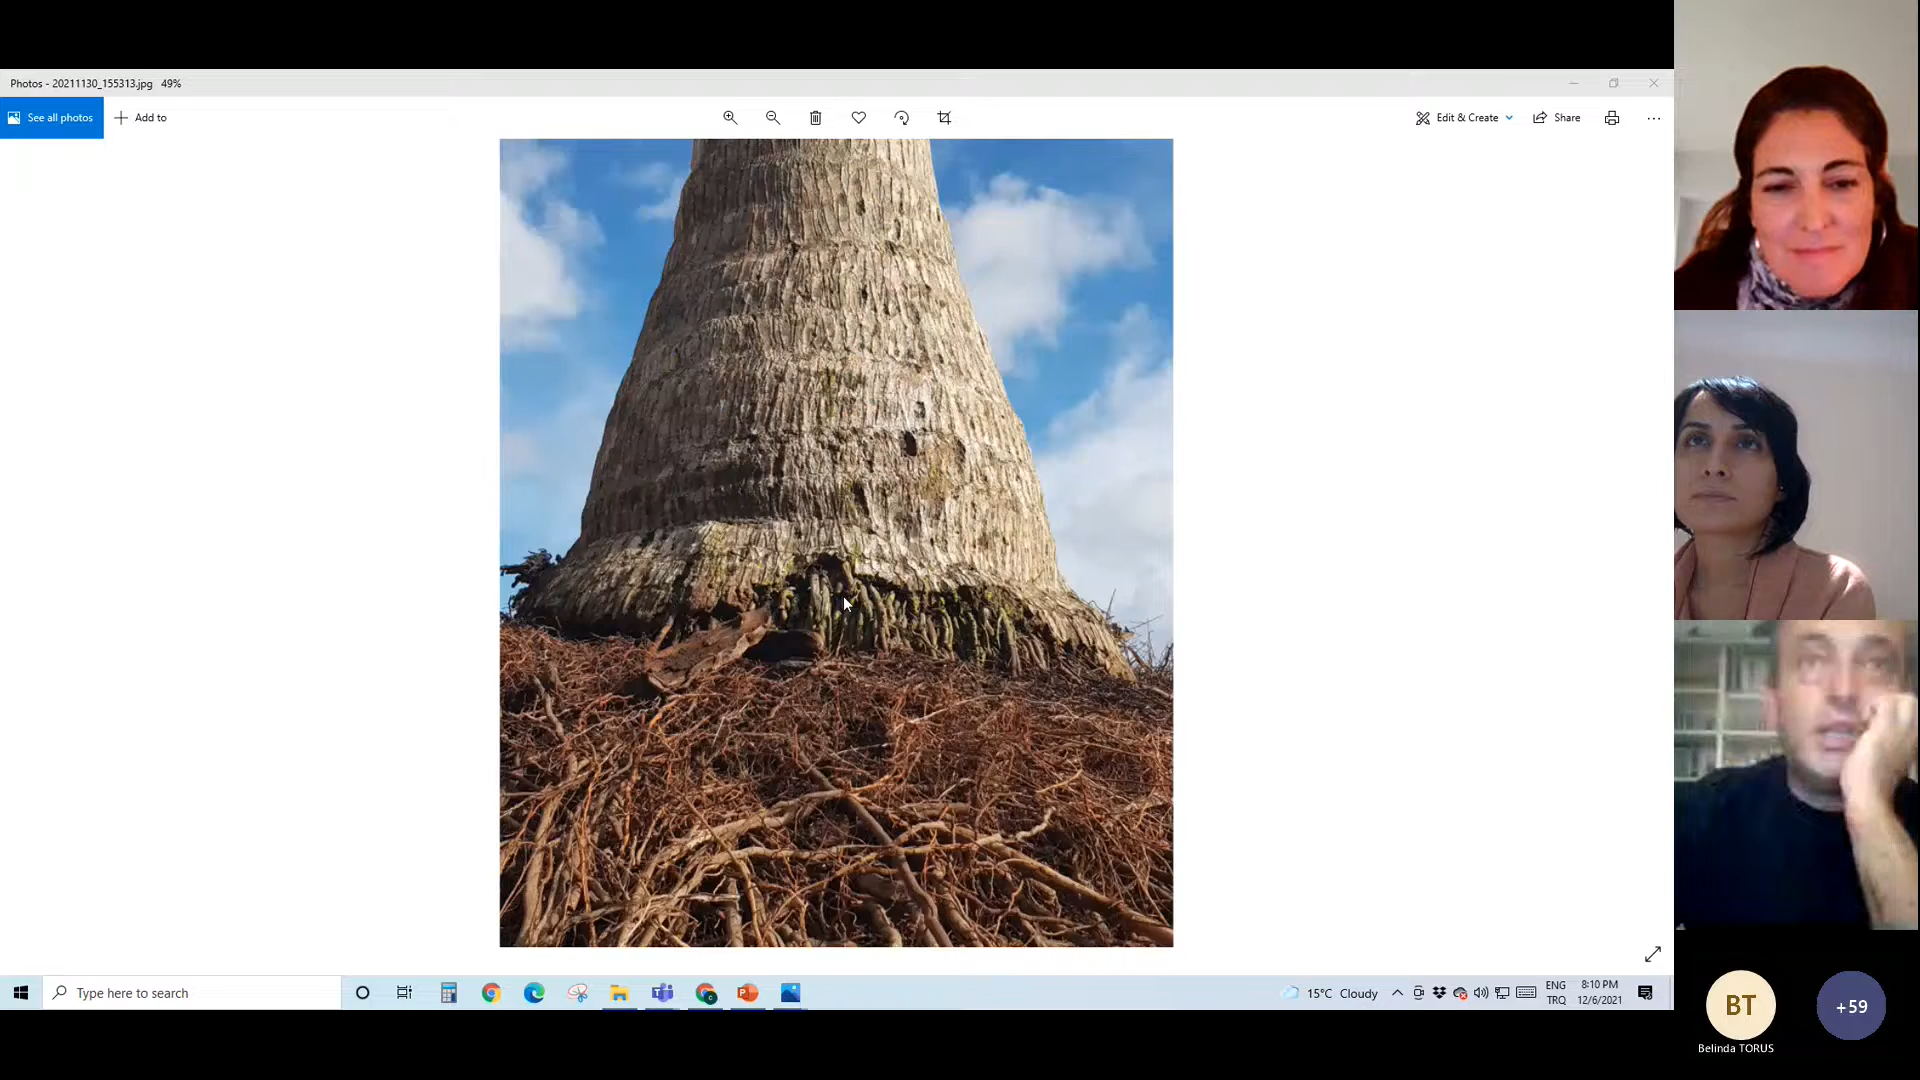 Photos - 20211130_155313.jpg 49%
See all photos
Add to
Edit & Create
Share
Type here to search
15°C Cloudy
ENG
TRQ
8:10 PM
12/6/2021
BT
Belinda TORUS
+59